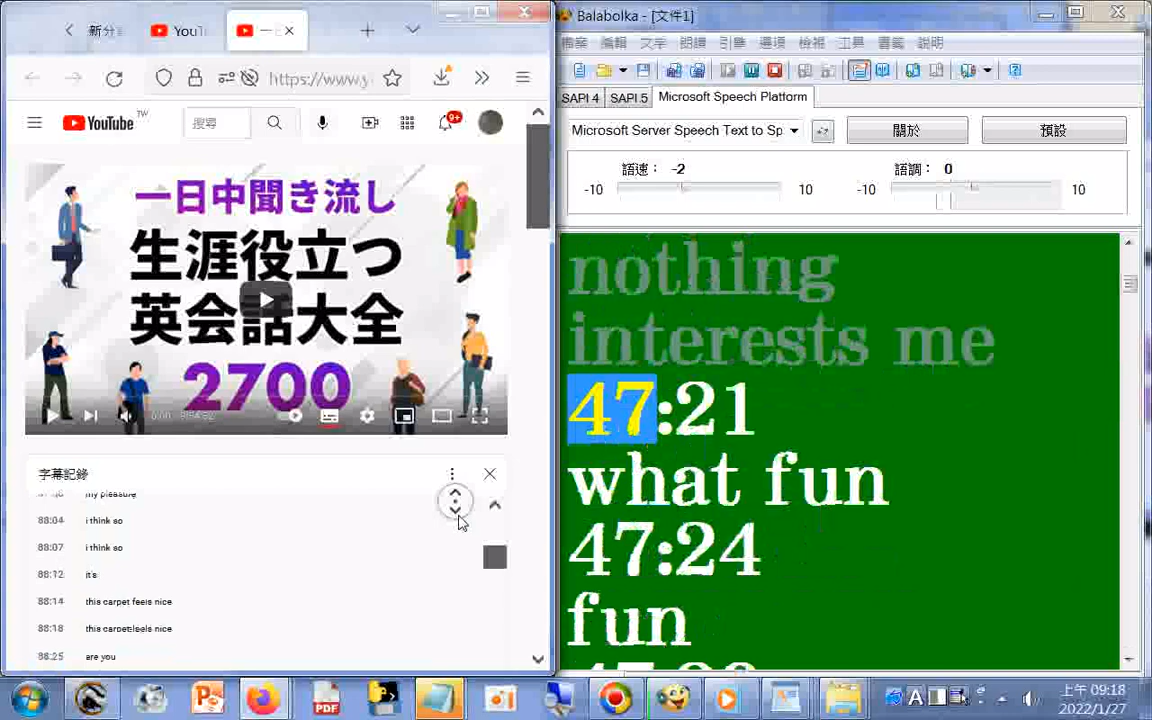 新分
YouT
一 E
Balabolka - [文件1]
檔案 編輯 文字 朗讀 引擎 選項 檢視 工具 書籤 說明
https://www.y
SAPI 4 SAPI 5 Microsoft Speech Platform
YouTube TW
搜尋
9+
Microsoft Server Speech Text to Sp
關於
預設
語速： -2
語調： 0
-10 10 -10 10
一日中聞き流し
生涯役立つ
英会話大全
2700
nothing
interests me
47:21
what fun
47:24
fun
字幕記錄
my pleasure
88:04 i think so
88:07 i think so
88:12 it's
88:14 this carpet feels nice
88:18 this carpet feels nice
88:25 are you
PDF
A
上午 09:18
2022/1/27